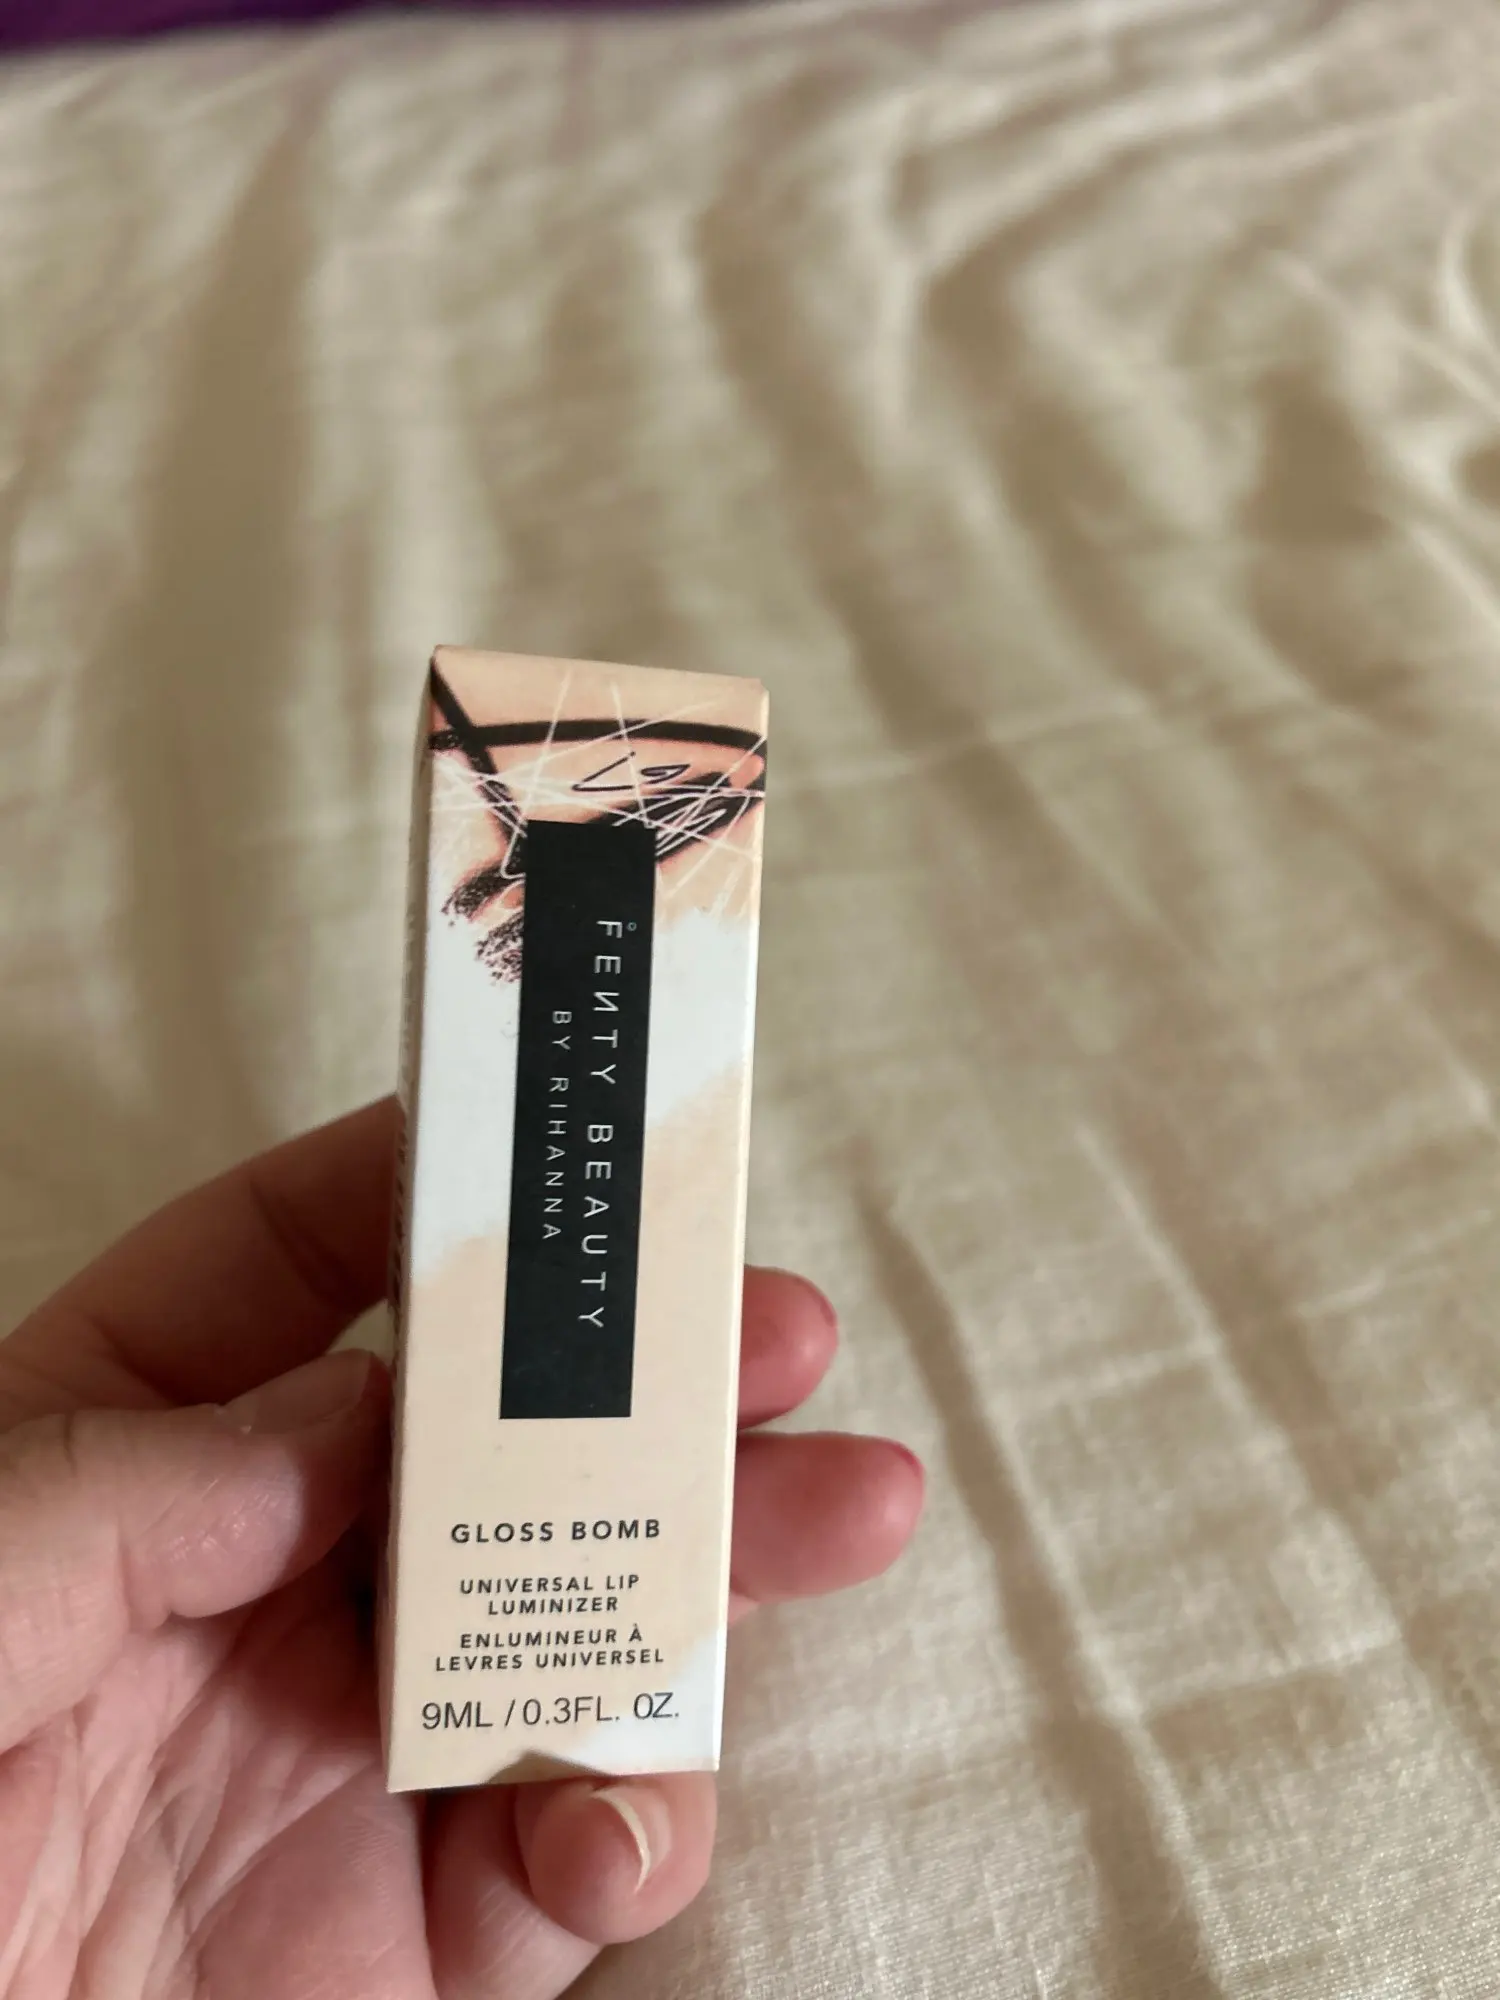 FENTY BEAUTY
BY RIHANNA
GLOSS BOMB
UNIVERSAL LIP
LUMINIZER
ENLUMINEUR À
LEVRES UNIVERSEL
9ML / 0.3FL. OZ.